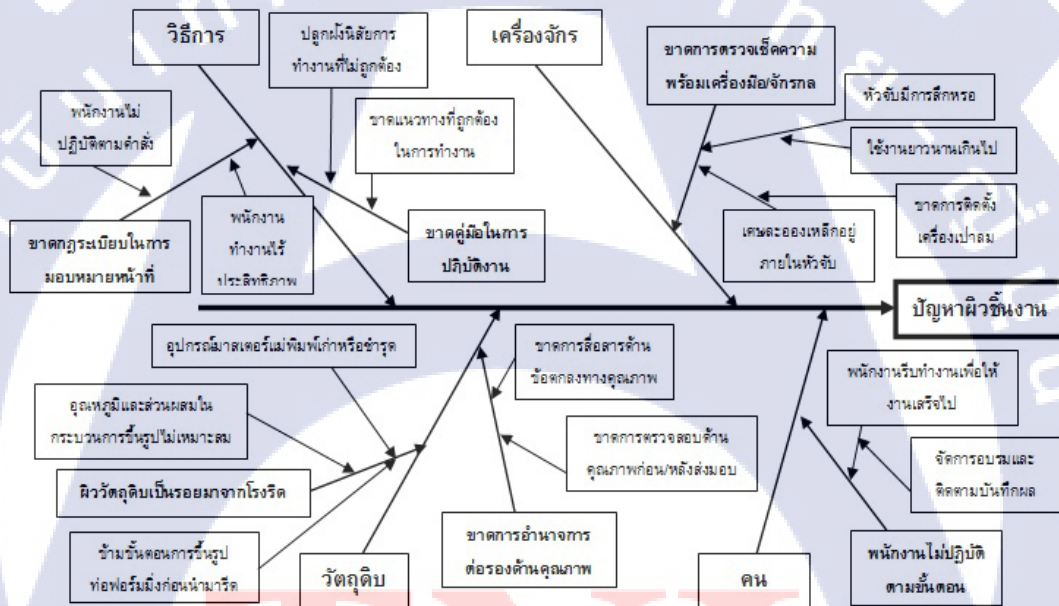 วิธีการ
ปลูกฝังนิสัยการ
ทำงานที่ไม่ถูกต้อง
เครื่องจักร
ขาดการตรวจเช็คความ
พร้อมเครื่องมือ/จักรกล
หัวจับมีการสึกหรอ
ใช้งานยาวนานเกินไป
พนักงานไม่
ปฏิบัติตามคำสั่ง
ขาดแนวทางที่ถูกต้อง
ในการทำงาน
ขาดกฎระเบียบในการ
มอบหมายหน้าที่
พนักงาน
ทำงานไร้
ประสิทธิภาพ
ขาดคู่มือในการ
ปฏิบัติงาน
เศษละอองเหล็กอยู่
ภายในหัวจับ
ขาดการติดตั้ง
เครื่องเป่าลม
ปัญหาผิวชิ้นงาน
อุปกรณ์มาสเตอร์แม่พิมพ์เก่าหรือชำรุด
ขาดการสื่อสารด้าน
ข้อตกลงทางคุณภาพ
พนักงานรีบทำงานเพื่อให้
งานเสร็จไป
อุณหภูมิและส่วนผสมใน
กระบวนการขึ้นรูปไม่เหมาะสม
ขาดการตรวจสอบด้าน
คุณภาพก่อน/หลังส่งมอบ
จัดการอบรมและ
ติดตามบันทึกผล
ผิววัตถุดิบเป็นรอยมาจากโรงรีด
ข้ามขั้นตอนการขึ้นรูป
ท่อฟอร์มมิ่งก่อนนำมารีด
วัตถุดิบ
ขาดการอำนาจการ
ต่อรองด้านคุณภาพ
คน
พนักงานไม่ปฏิบัติ
ตามขั้นตอน